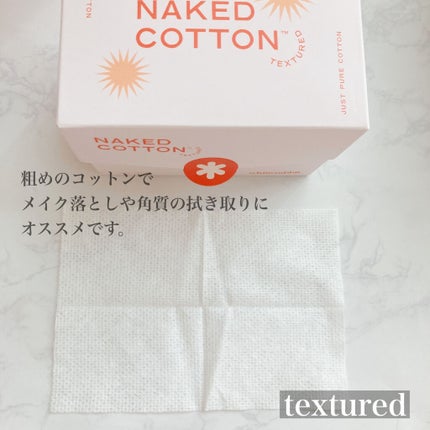 NAKED
COTTON™
TEXTURED
JUST PURE COTTON
COTTON
NAKED
COTTON
粗めのコットンで
メイク落としや角質の拭き取りに
オススメです。
textured